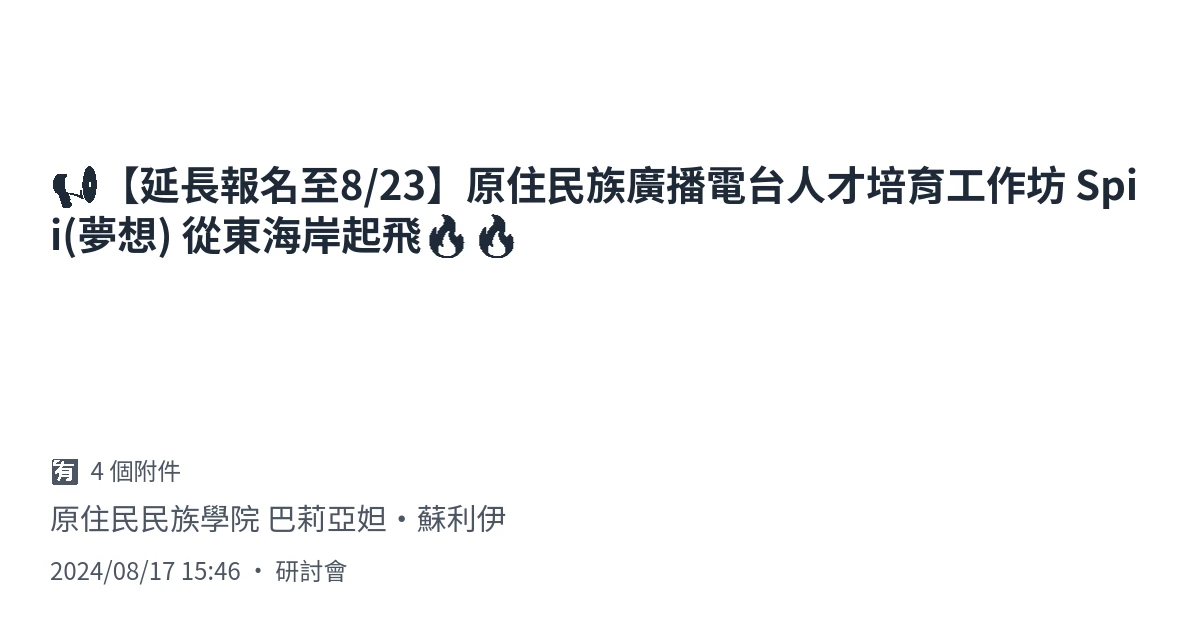 📢【延長報名至8/23】原住民族廣播電台人才培育工作坊 Spi
i(夢想) 從東海岸起飛🔥🔥
🈶 4 個附件
原住民民族學院 巴莉亞妲・蘇利伊
2024/08/17 15:46 ・ 研討會